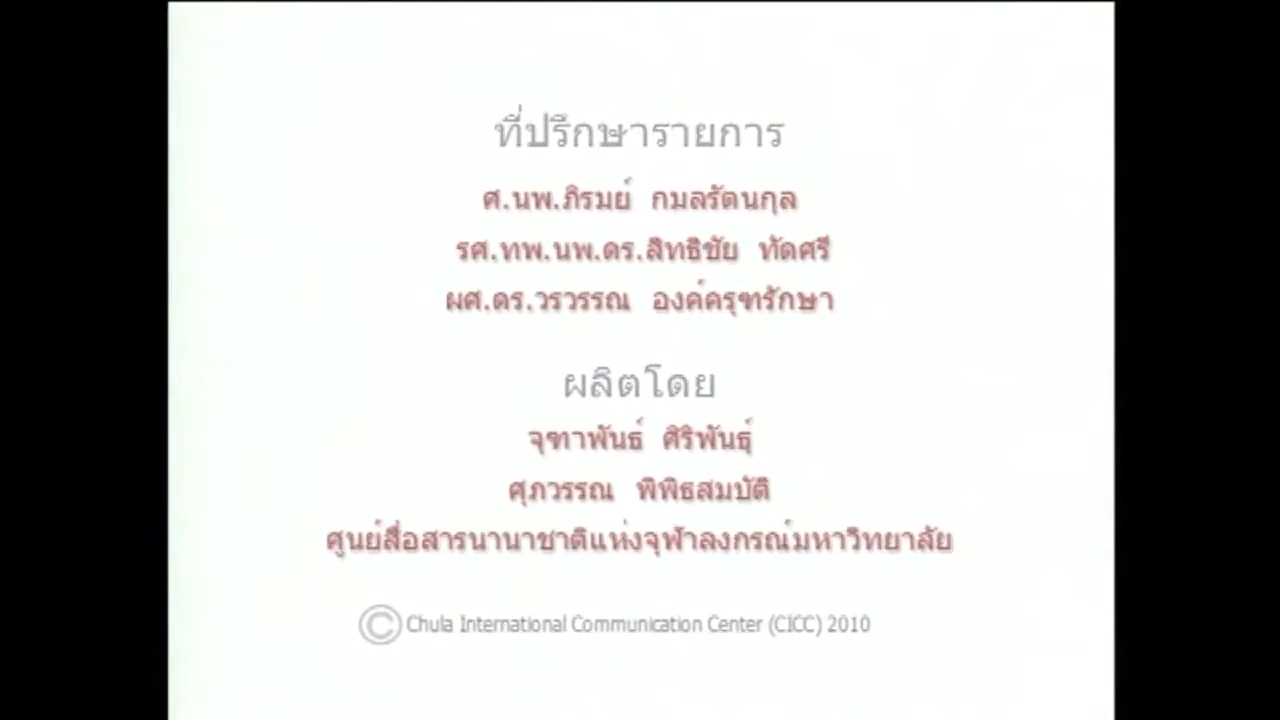 ที่ปรึกษารายการ
ศ.นพ.ภิรมย์ กมลรัตนกุล
รศ.ทพ.นพ.ดร.สิทธิชัย ทัดศรี
ผศ.ดร.วรวรรณ องค์ครุฑรักษา
ผลิตโดย
จุฑาพันธ์ ศิริพันธุ์
ศุภวรรณ พิพิธสมบัติ
ศูนย์สื่อสารนานาชาติแห่งจุฬาลงกรณ์มหาวิทยาลัย
© Chula International Communication Center (CICC) 2010